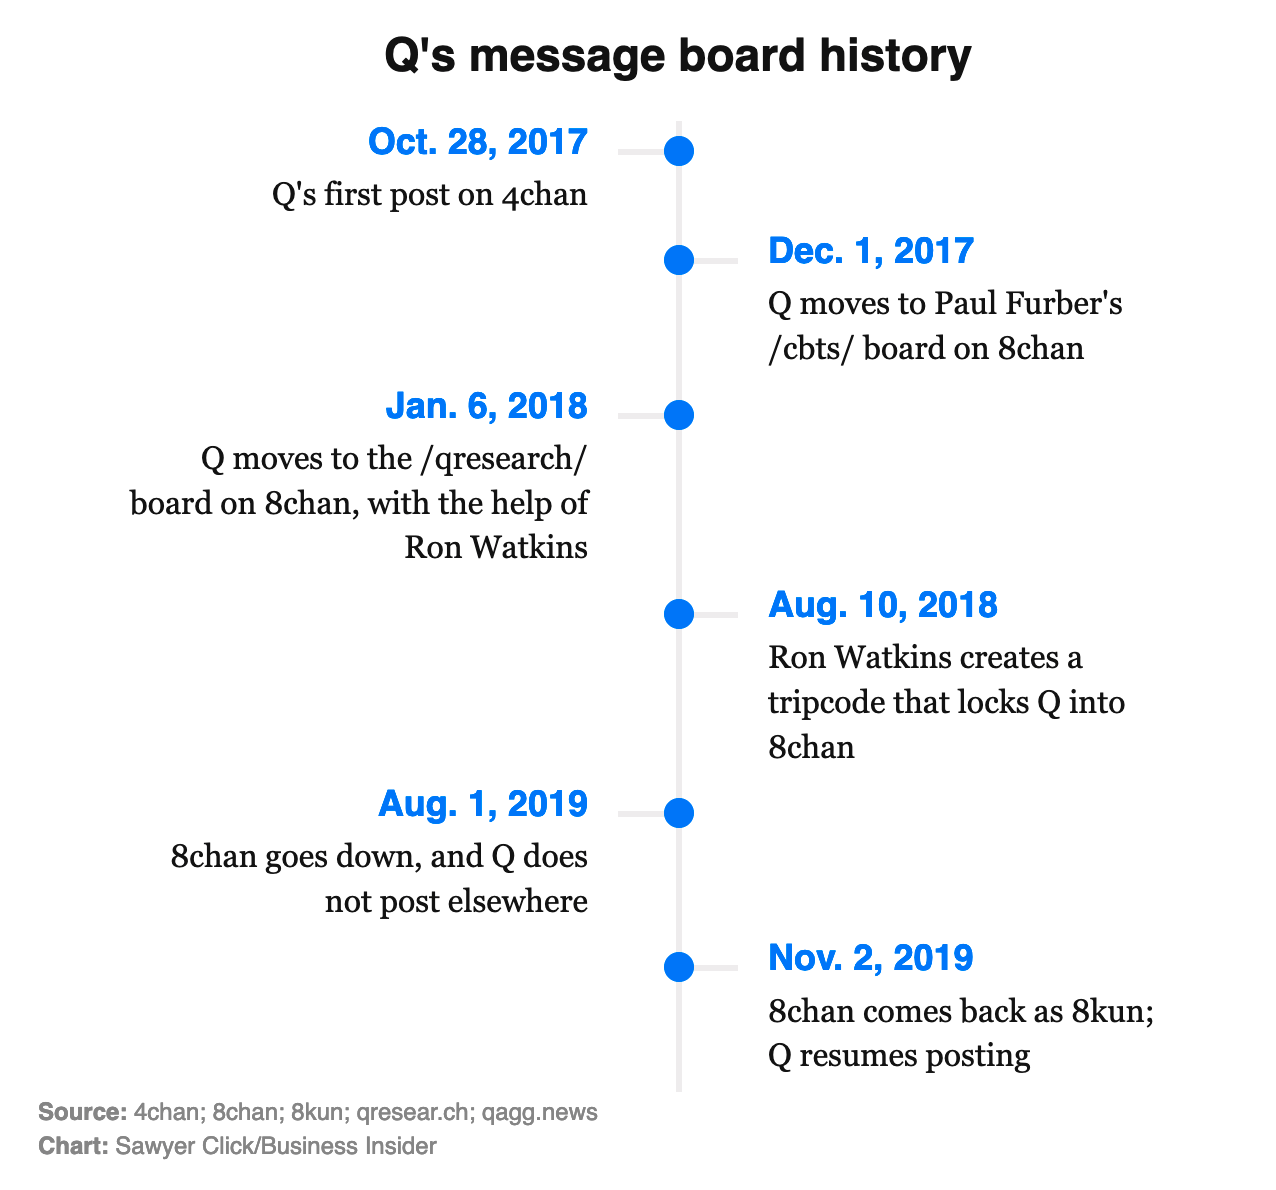 Q's message board history
Oct. 28, 2017
Q's first post on 4chan
Dec. 1, 2017
Q moves to Paul Furber's
/cbts/ board on 8chan
Jan. 6, 2018
Q moves to the /qresearch/
board on 8chan, with the help of
Ron Watkins
Aug. 10, 2018
Ron Watkins creates a
tripcode that locks Q into
8chan
Aug. 1, 2019
8chan goes down, and Q does
not post elsewhere
Nov. 2, 2019
8chan comes back as 8kun;
Q resumes posting
Source: 4chan; 8chan; 8kun; qresear.ch; qagg.news
Chart: Sawyer Click/Business Insider